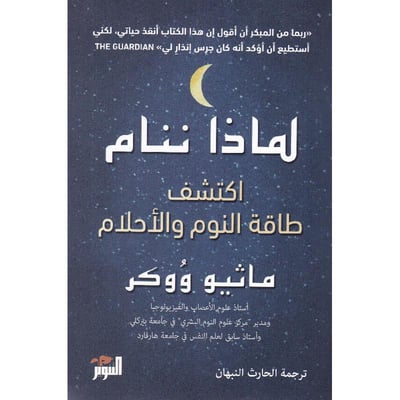 «ربما من المبكر أن أقول إن هذا الكتاب أنقذ حياتي، لكني
أستطيع أن أؤكد أنه كان جرس إنذار لي» THE GUARDIAN
لماذا ننام
اكتشف
طاقة النوم والأحلام
ماثيو ووكر
أستاذ علوم الأعصاب والفيزيولوجيا
ومدير "مركز علوم النوم البشري" في جامعة بيركلي
وأستاذ سابق لعلم النفس في جامعة هارفارد
التنوير
ترجمة الحارث النبهان